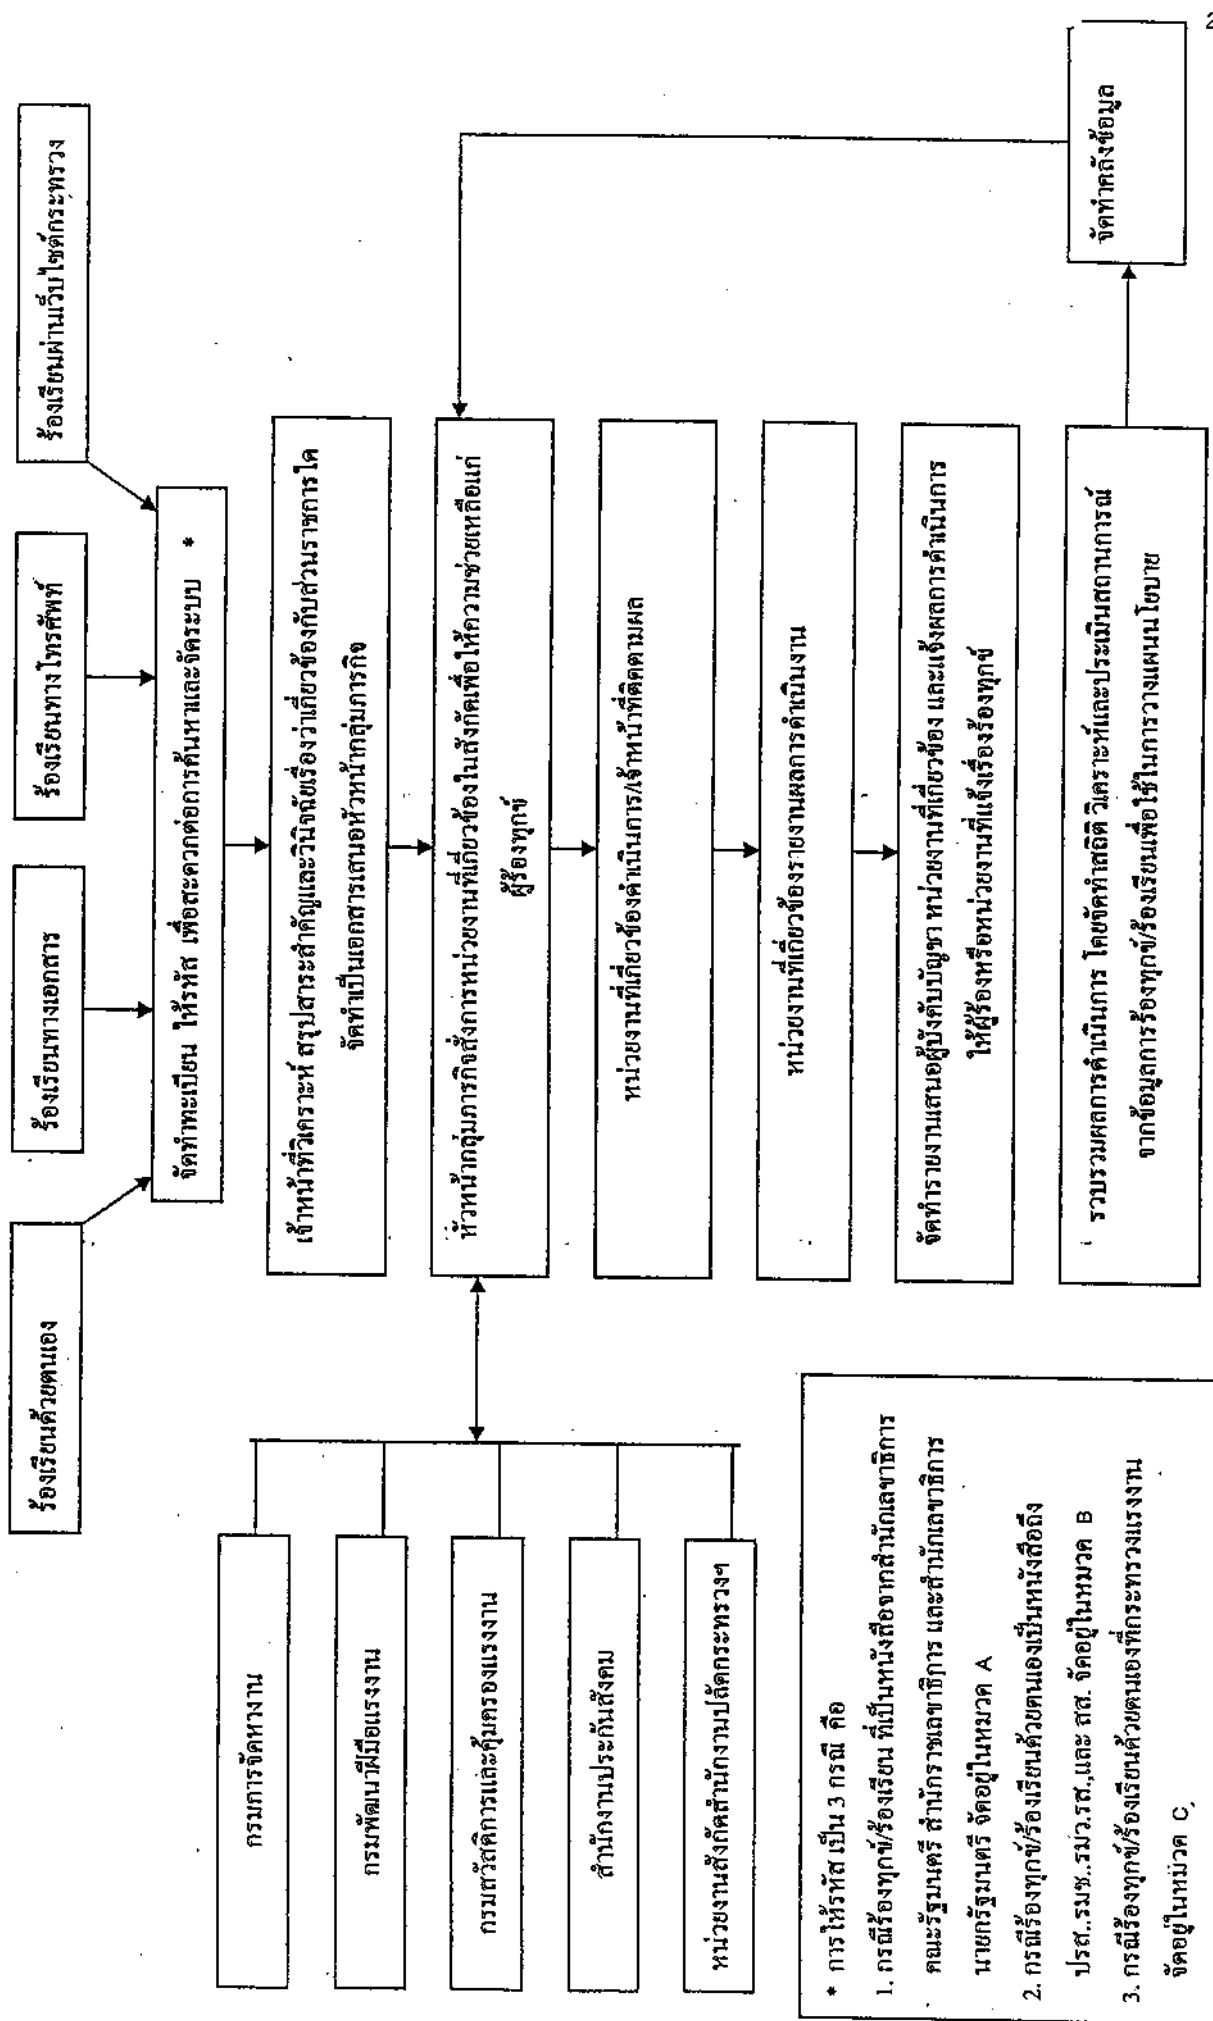 ร้องเรียนด้วยตนเอง
ร้องเรียนทางเอกสาร
ร้องเรียนทางโทรศัพท์
ร้องเรียนผ่านเว็บไซต์กระทรวง
จัดทำทะเบียน ให้รหัส เพื่อสะดวกต่อการค้นหาและจัดระบบ *
เจ้าหน้าที่วิเคราะห์ สรุปสาระสำคัญและวินิจฉัยเรื่องว่าเกี่ยวข้องกับส่วนราชการใด
จัดทำเป็นเอกสารเสนอหัวหน้ากลุ่มภารกิจ
หัวหน้ากลุ่มภารกิจสั่งการหน่วยงานที่เกี่ยวข้องในสังกัดเพื่อให้ความช่วยเหลือแก่
ผู้ร้องทุกข์
หน่วยงานที่เกี่ยวข้องดำเนินการ/เจ้าหน้าที่ติดตามผล
หน่วยงานที่เกี่ยวข้องรายงานผลการดำเนินงาน
จัดทำรายงานเสนอผู้บังคับบัญชา หน่วยงานที่เกี่ยวข้อง และแจ้งผลการดำเนินการ
ให้ผู้ร้องหรือหน่วยงานที่แจ้งเรื่องร้องทุกข์
รวบรวมผลการดำเนินการ โดยจัดทำสถิติ วิเคราะห์และประเมินสถานการณ์
จากข้อมูลการร้องทุกข์/ร้องเรียนเพื่อใช้ในการวางแผนนโยบาย
จัดทำคลังข้อมูล
กรมการจัดหางาน
กรมพัฒนาฝีมือแรงงาน
กรมสวัสดิการและคุ้มครองแรงงาน
สำนักงานประกันสังคม
หน่วยงานสังกัดสำนักงานปลัดกระทรวงฯ
* การให้รหัส เป็น 3 กรณี คือ
1. กรณีร้องทุกข์/ร้องเรียน ที่เป็นหนังสือจากสำนักเลขาธิการ
คณะรัฐมนตรี สำนักราชเลขาธิการ และสำนักเลขาธิการ
นายกรัฐมนตรี จัดอยู่ในหมวด A
2. กรณีร้องทุกข์/ร้องเรียนด้วยตนเองเป็นหนังสือถึง
ปรส..รมช..รมว.รส.,และ สส. จัดอยู่ในหมวด B
3. กรณีร้องทุกข์/ร้องเรียนด้วยตนเองที่กระทรวงแรงงาน
จัดอยู่ในหมวด C
2